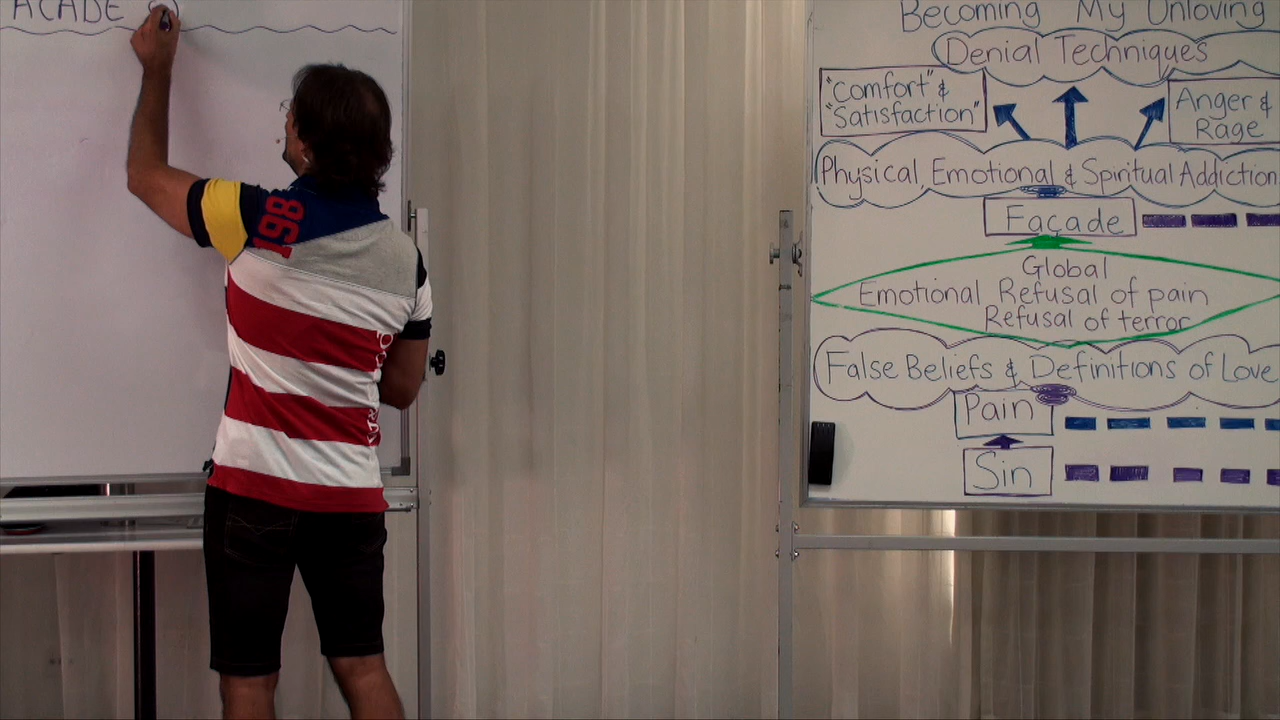 ACADE
198
Becoming My Unloving
Denial Techniques
"Comfort" &
"Satisfaction"
Anger &
Rage
Physical, Emotional & Spiritual Addiction
Façade
Global
Emotional Refusal of pain
Refusal of terror
False Beliefs & Definitions of Love
Pain
Sin